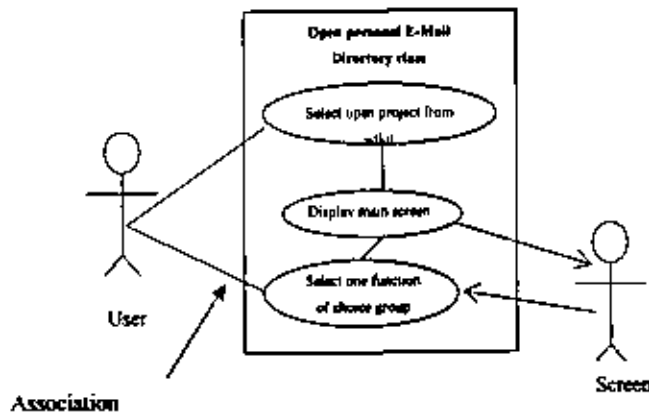 Open personal E-Mail
Directory class
Select open project from
Display main screen
Select one function
of choice group
User
Screen
Association